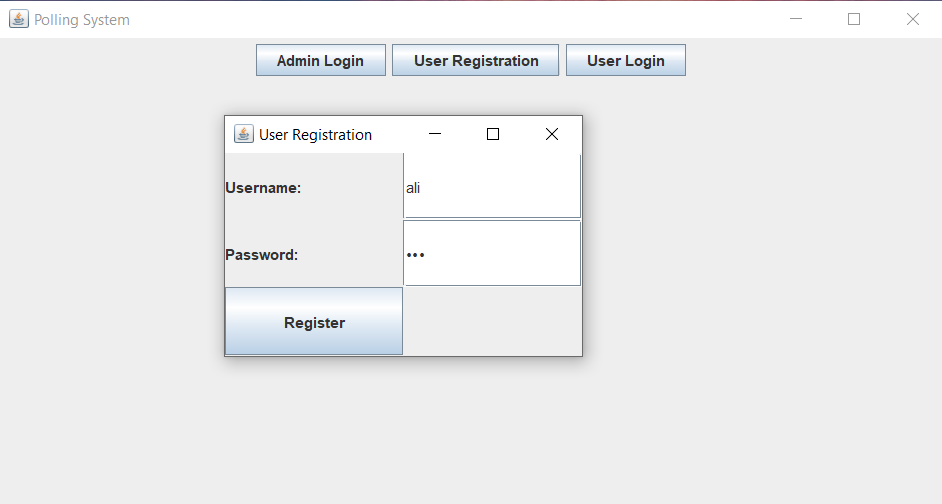 Polling System
Admin Login User Registration User Login
User Registration
Username: ali
Password: •••
Register